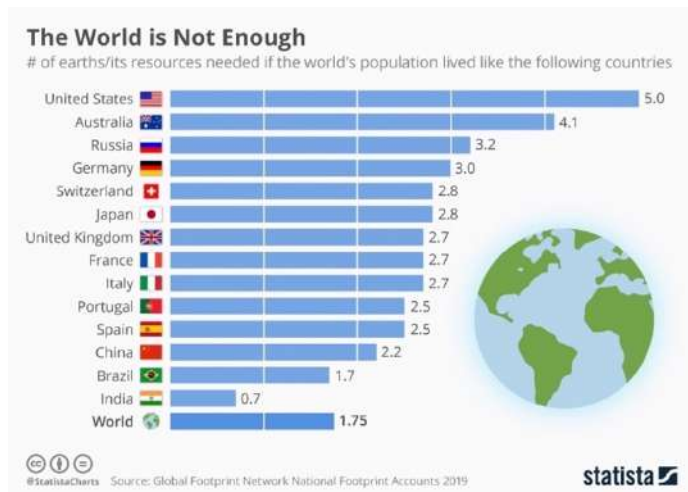 The World is Not Enough
# of earths/its resources needed if the world's population lived like the following countries
United States 5.0
Australia 4.1
Russia 3.2
Germany 3.0
Switzerland 2.8
Japan 2.8
United Kingdom 2.7
France 2.7
Italy 2.7
Portugal 2.5
Spain 2.5
China 2.2
Brazil 1.7
India 0.7
World 1.75
cc
@StatistaCharts Source: Global Footprint Network National Footprint Accounts 2019
statista